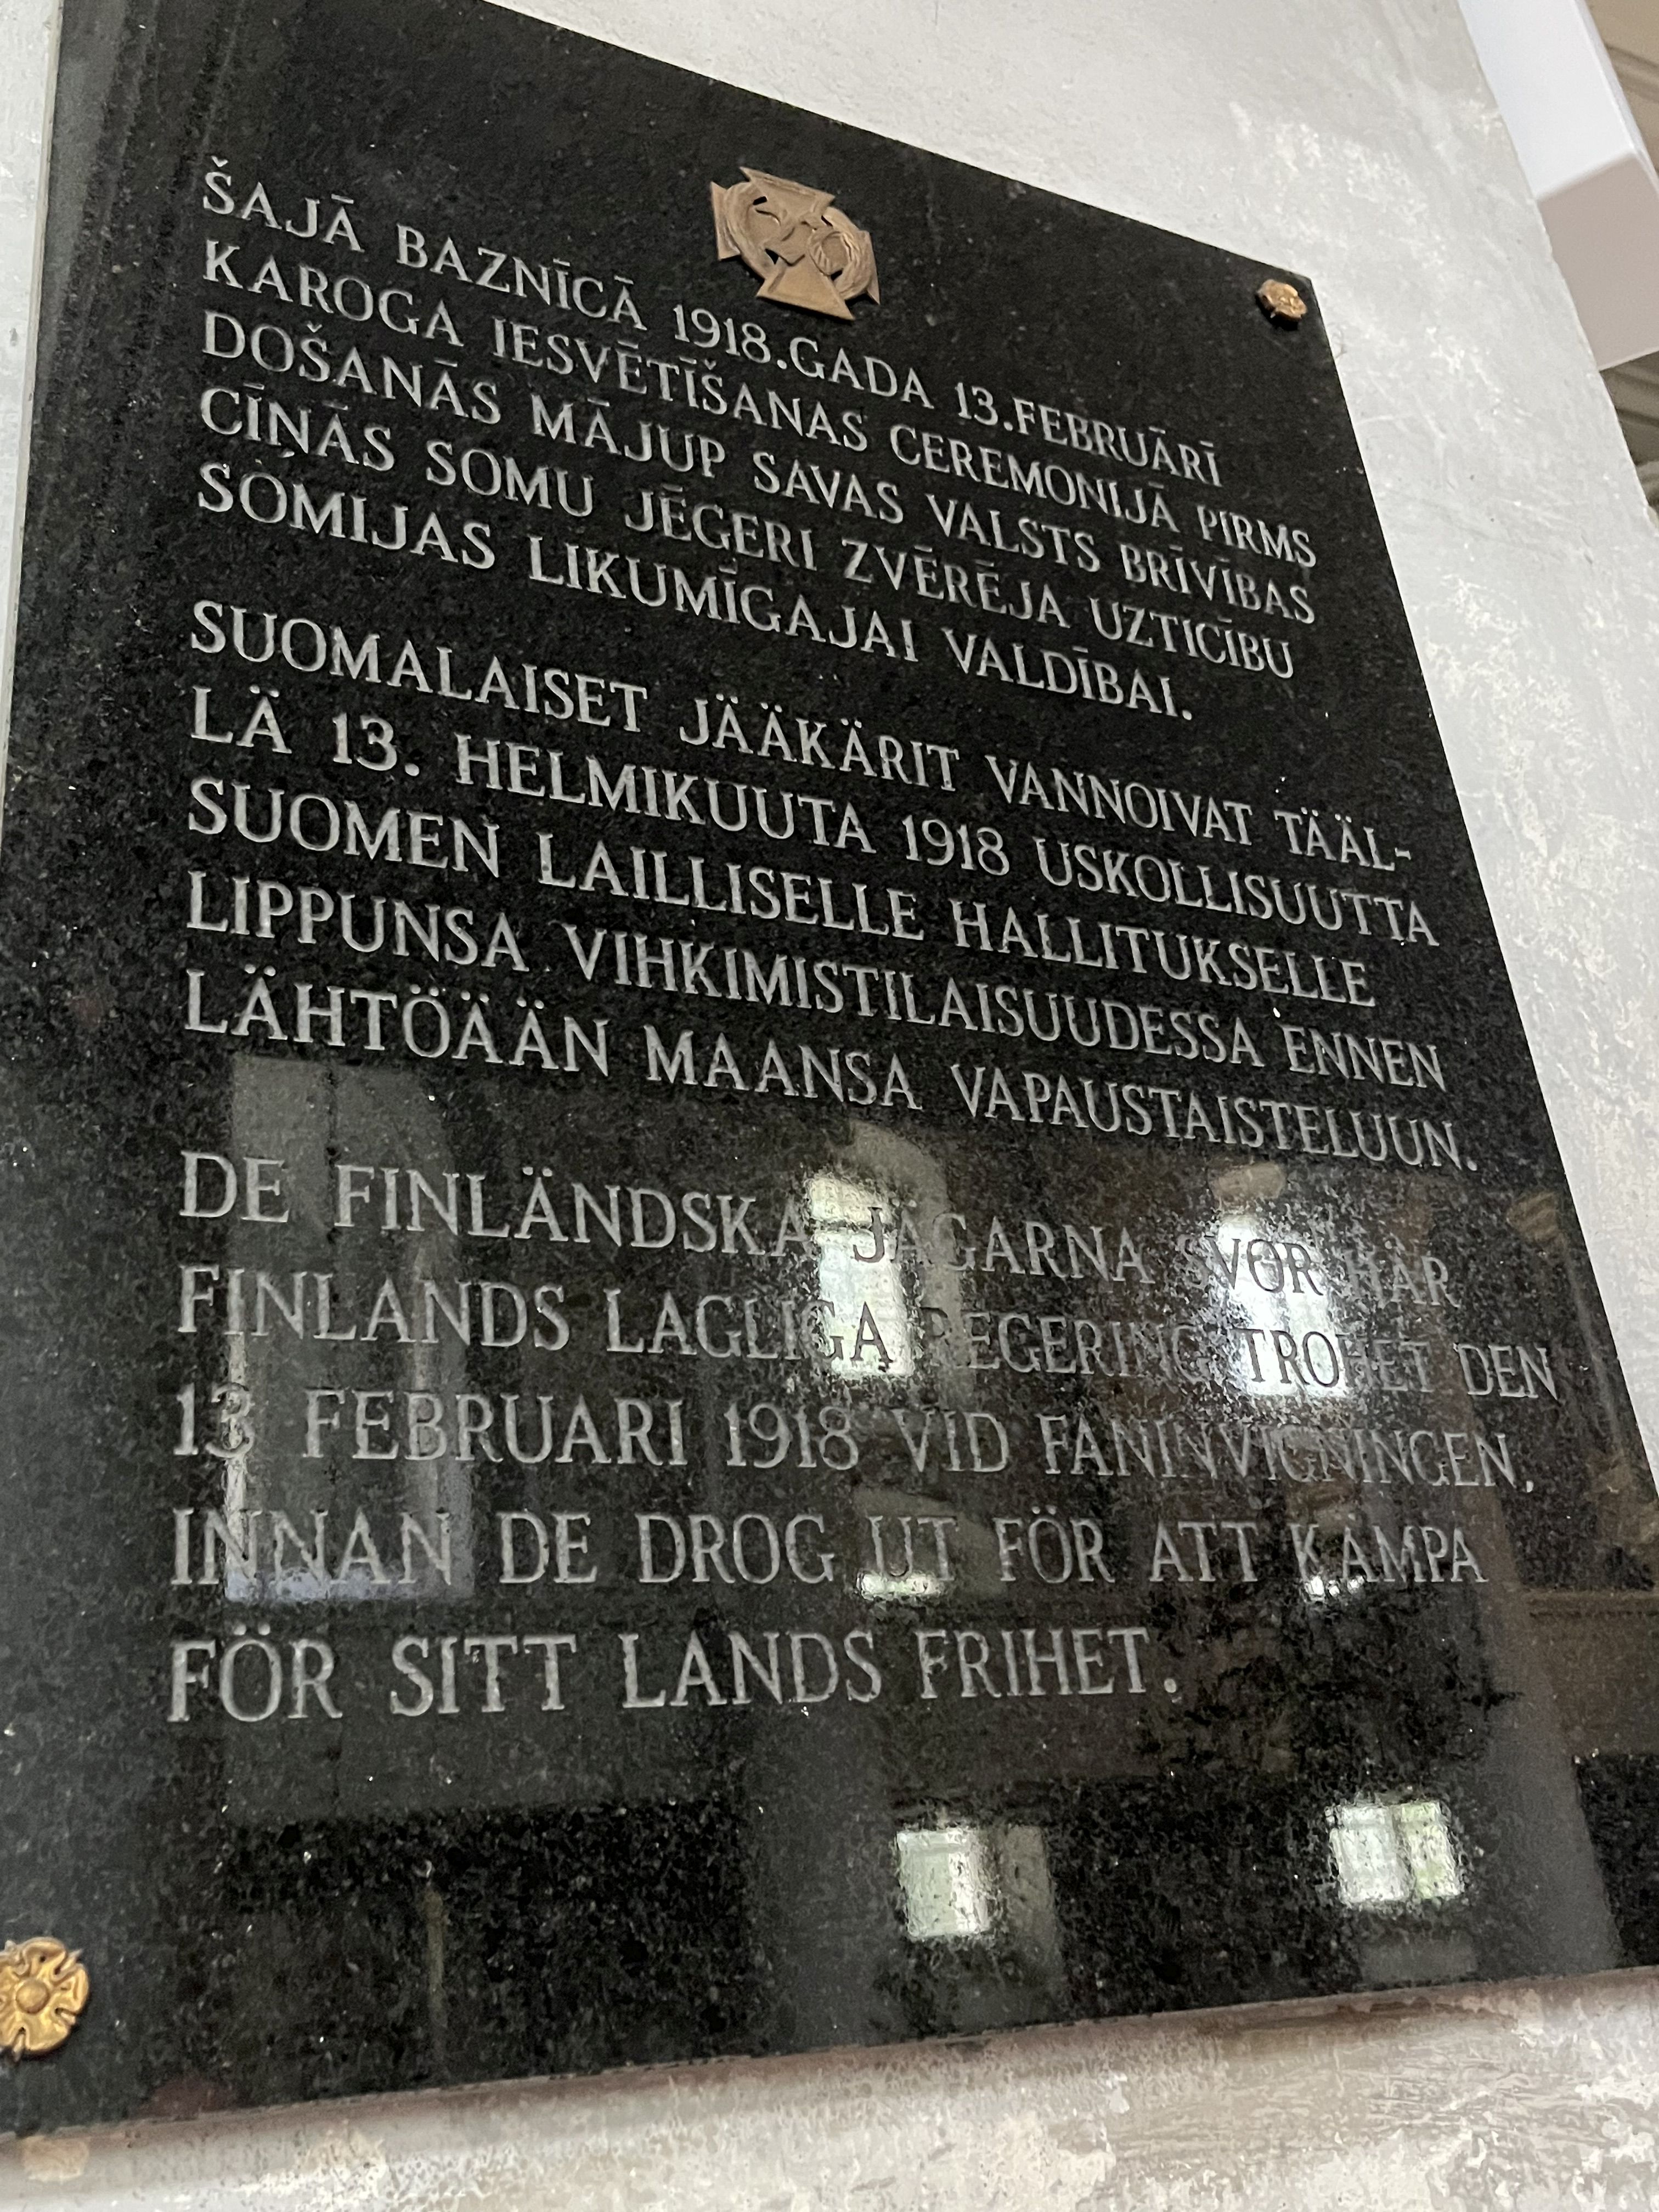 ŠAJĀ BAZNĪCĀ 1918.GADA 13.FEBRUĀRĪ
KAROGA IESVĒTĪŠANAS CEREMONIJĀ PIRMS
DOŠANĀS MĀJUP SAVAS VALSTS BRĪVĪBAS
CĪŅĀS SOMU JĒGERI ZVĒRĒJA UZTICĪBU
SOMIJAS LIKUMĪGAJAI VALDĪBAI.
SUOMALAISET JÄÄKÄRIT VANNOIVAT TÄÄL-
LÄ 13. HELMIKUUTA 1918 USKOLLISUUTTA
SUOMEN LAILLISELLE HALLITUKSELLE
LIPPUNSA VIHKIMISTILAISUUDESSA ENNEN
LÄHTÖÄÄN MAANSA VAPAUSTAISTELUUN.
DE FINLÄNDSKA JÄGARNA SVOR HÄR
FINLANDS LAGLIGA REGERING TROHET DEN
13 FEBRUARI 1918 VID FANINVIGNINGEN,
INNAN DE DROG UT FÖR ATT KÄMPA
FÖR SITT LANDS FRIHET.